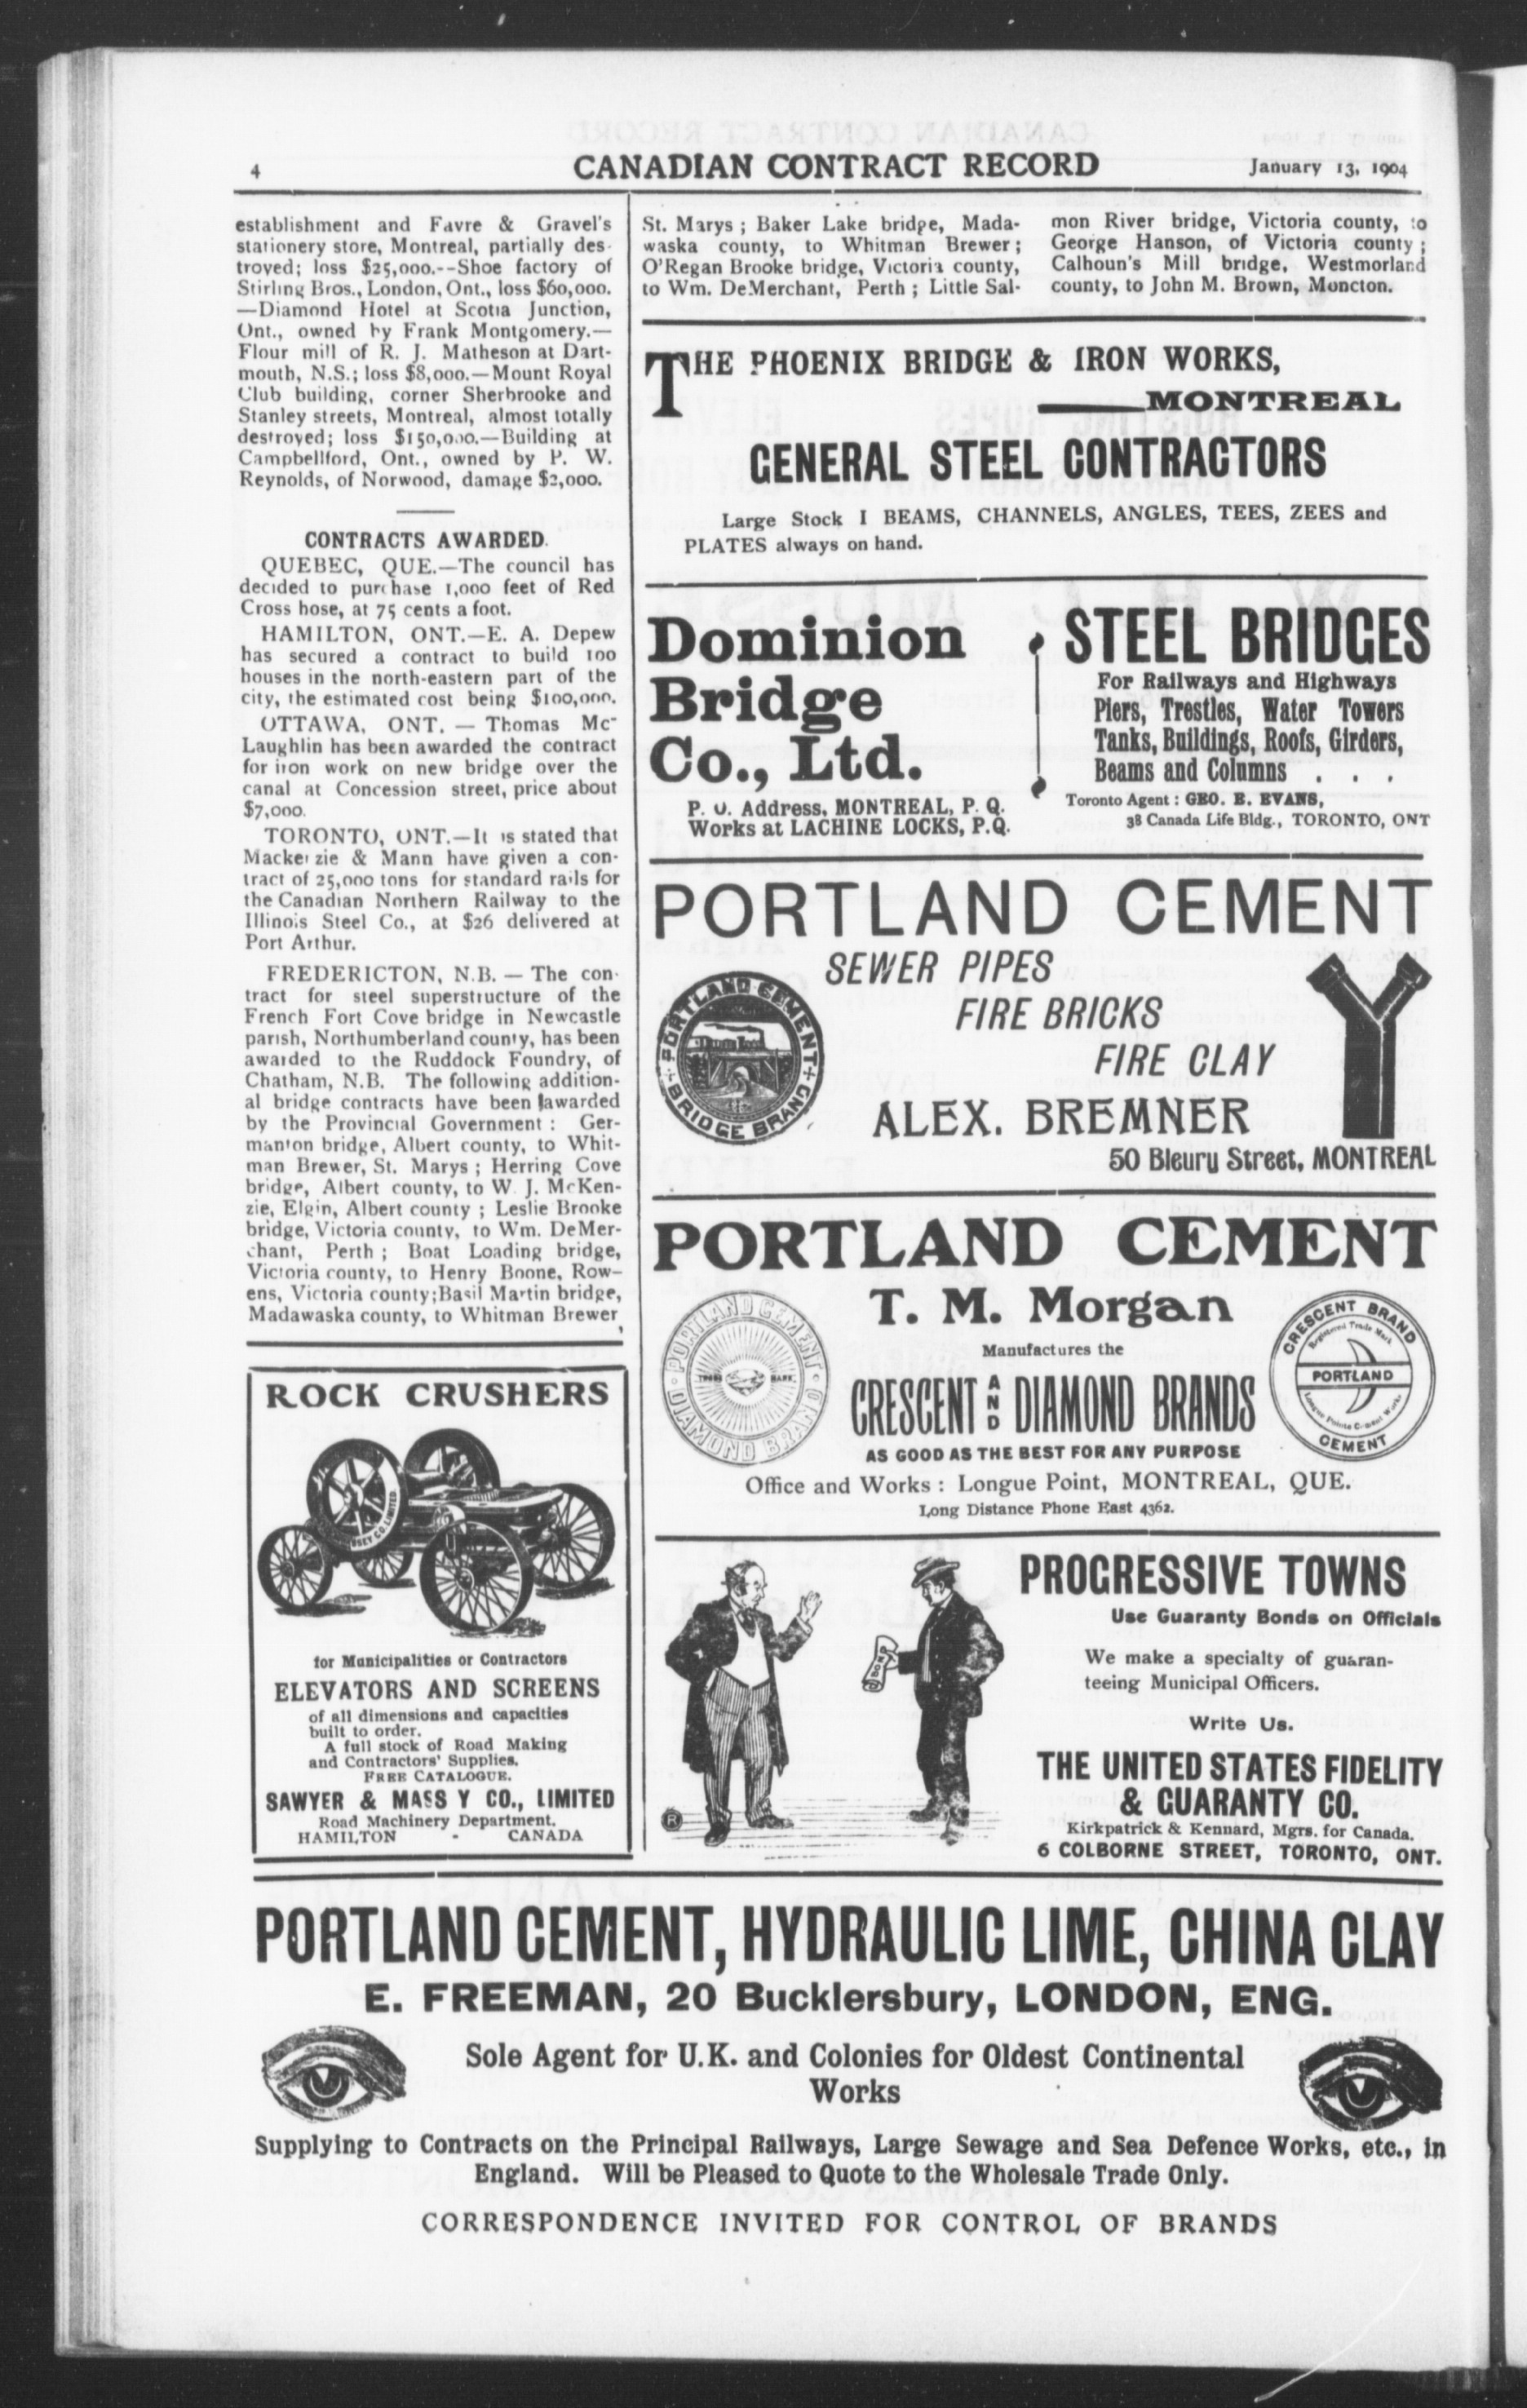 4
CANADIAN CONTRACT RECORD
January 13, 1904
establishment and Favre & Gravel's
stationery store, Montreal, partially des-
troyed; loss $25,000.--Shoe factory of
Stirling Bros., London, Ont., loss $60,000.
—Diamond Hotel at Scotia Junction,
Ont., owned by Frank Montgomery.—
Flour mill of R. J. Matheson at Dart-
mouth, N.S.; loss $8,000.—Mount Royal
Club building, corner Sherbrooke and
Stanley streets, Montreal, almost totally
destroyed; loss $150,000.—Building at
Campbellford, Ont., owned by P. W.
Reynolds, of Norwood, damage $2,000.
CONTRACTS AWARDED.
QUEBEC, QUE.—The council has
decided to purchase 1,000 feet of Red
Cross hose, at 75 cents a foot.
HAMILTON, ONT.—E. A. Depew
has secured a contract to build 100
houses in the north-eastern part of the
city, the estimated cost being $100,000.
OTTAWA, ONT. — Thomas Mc-
Laughlin has been awarded the contract
for iron work on new bridge over the
canal at Concession street, price about
$7,000.
TORONTO, ONT.—It is stated that
Mackenzie & Mann have given a con-
tract of 25,000 tons for standard rails for
the Canadian Northern Railway to the
Illinois Steel Co., at $26 delivered at
Port Arthur.
FREDERICTON, N.B. — The con-
tract for steel superstructure of the
French Fort Cove bridge in Newcastle
parish, Northumberland county, has been
awarded to the Ruddock Foundry, of
Chatham, N.B. The following addition-
al bridge contracts have been awarded
by the Provincial Government : Ger-
manton bridge, Albert county, to Whit-
man Brewer, St. Marys ; Herring Cove
bridge, Albert county, to W. J. McKen-
zie, Elgin, Albert county ; Leslie Brooke
bridge, Victoria county, to Wm. DeMer-
chant, Perth ; Boat Loading bridge,
Victoria county, to Henry Boone, Row-
ens, Victoria county;Basil Martin bridge,
Madawaska county, to Whitman Brewer,
St. Marys ; Baker Lake bridge, Mada-
waska county, to Whitman Brewer ;
O'Regan Brooke bridge, Victoria county,
to Wm. DeMerchant, Perth ; Little Sal-
mon River bridge, Victoria county, to
George Hanson, of Victoria county ;
Calhoun's Mill bridge, Westmorland
county, to John M. Brown, Moncton.
THE PHOENIX BRIDGE & IRON WORKS,
MONTREAL
GENERAL STEEL CONTRACTORS
Large Stock I BEAMS, CHANNELS, ANGLES, TEES, ZEES and
PLATES always on hand.
Dominion
Bridge
Co., Ltd.
P. O. Address, MONTREAL, P. Q.
Works at LACHINE LOCKS, P.Q.
STEEL BRIDGES
For Railways and Highways
Piers, Trestles, Water Towers
Tanks, Buildings, Roofs, Girders,
Beams and Columns . . .
Toronto Agent : GEO. E. EVANS,
38 Canada Life Bldg., TORONTO, ONT
PORTLAND CEMENT
SEWER PIPES
FIRE BRICKS
FIRE CLAY
PORTLAND CEMENT
BRIDGE BRAND
ALEX. BREMNER
50 Bleury Street, MONTREAL
PORTLAND CEMENT
T. M. Morgan
Manufactures the
CRESCENT AND DIAMOND BRANDS
AS GOOD AS THE BEST FOR ANY PURPOSE
PORTLAND CEMENT
TRADE MARK
DIAMOND BRAND
CRESCENT BRAND
Registered Trade Mark
PORTLAND
Longue Pointe Cement Works
CEMENT
Office and Works : Longue Point, MONTREAL, QUE.
Long Distance Phone East 4362.
ROCK CRUSHERS
SEY CO. LIMITED
for Municipalities or Contractors
ELEVATORS AND SCREENS
of all dimensions and capacities
built to order.
A full stock of Road Making
and Contractors' Supplies.
FREE CATALOGUE.
SAWYER & MASS Y CO., LIMITED
Road Machinery Department.
HAMILTON - CANADA
BOND
R
PROGRESSIVE TOWNS
Use Guaranty Bonds on Officials
We make a specialty of guaran-
teeing Municipal Officers.
Write Us.
THE UNITED STATES FIDELITY
& GUARANTY CO.
Kirkpatrick & Kennard, Mgrs. for Canada.
6 COLBORNE STREET, TORONTO, ONT.
PORTLAND CEMENT, HYDRAULIC LIME, CHINA CLAY
E. FREEMAN, 20 Bucklersbury, LONDON, ENG.
Sole Agent for U.K. and Colonies for Oldest Continental
Works
Supplying to Contracts on the Principal Railways, Large Sewage and Sea Defence Works, etc., in
England. Will be Pleased to Quote to the Wholesale Trade Only.
CORRESPONDENCE INVITED FOR CONTROL OF BRANDS